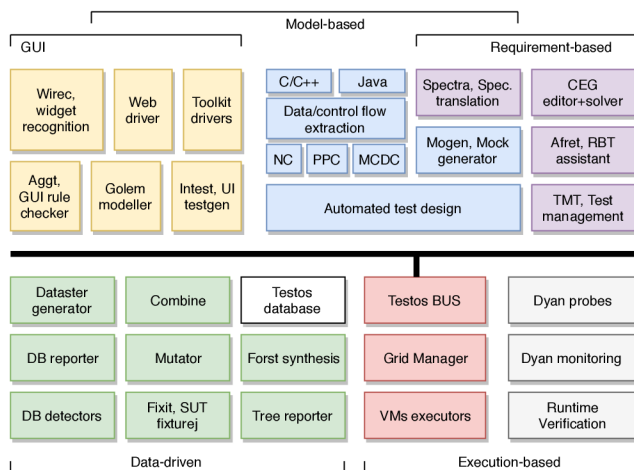 Model-based
GUI
Requirement-based
Wirec,
widget
recognition
Web
driver
Toolkit
drivers
C/C++
Java
Data/control flow
extraction
NC
PPC
MCDC
Automated test design
Spectra, Spec.
translation
CEG
editor+solver
Mogen, Mock
generator
Afret, RBT
assistant
TMT, Test
management
Aggt,
GUI rule
checker
Golem
modeller
Intest, UI
testgen
Dataster
generator
Combine
Testos
database
Testos BUS
Dyan probes
DB reporter
Mutator
Forst synthesis
Grid Manager
Dyan monitoring
DB detectors
Fixit, SUT
fixturej
Tree reporter
VMs executors
Runtime
Verification
Data-driven
Execution-based